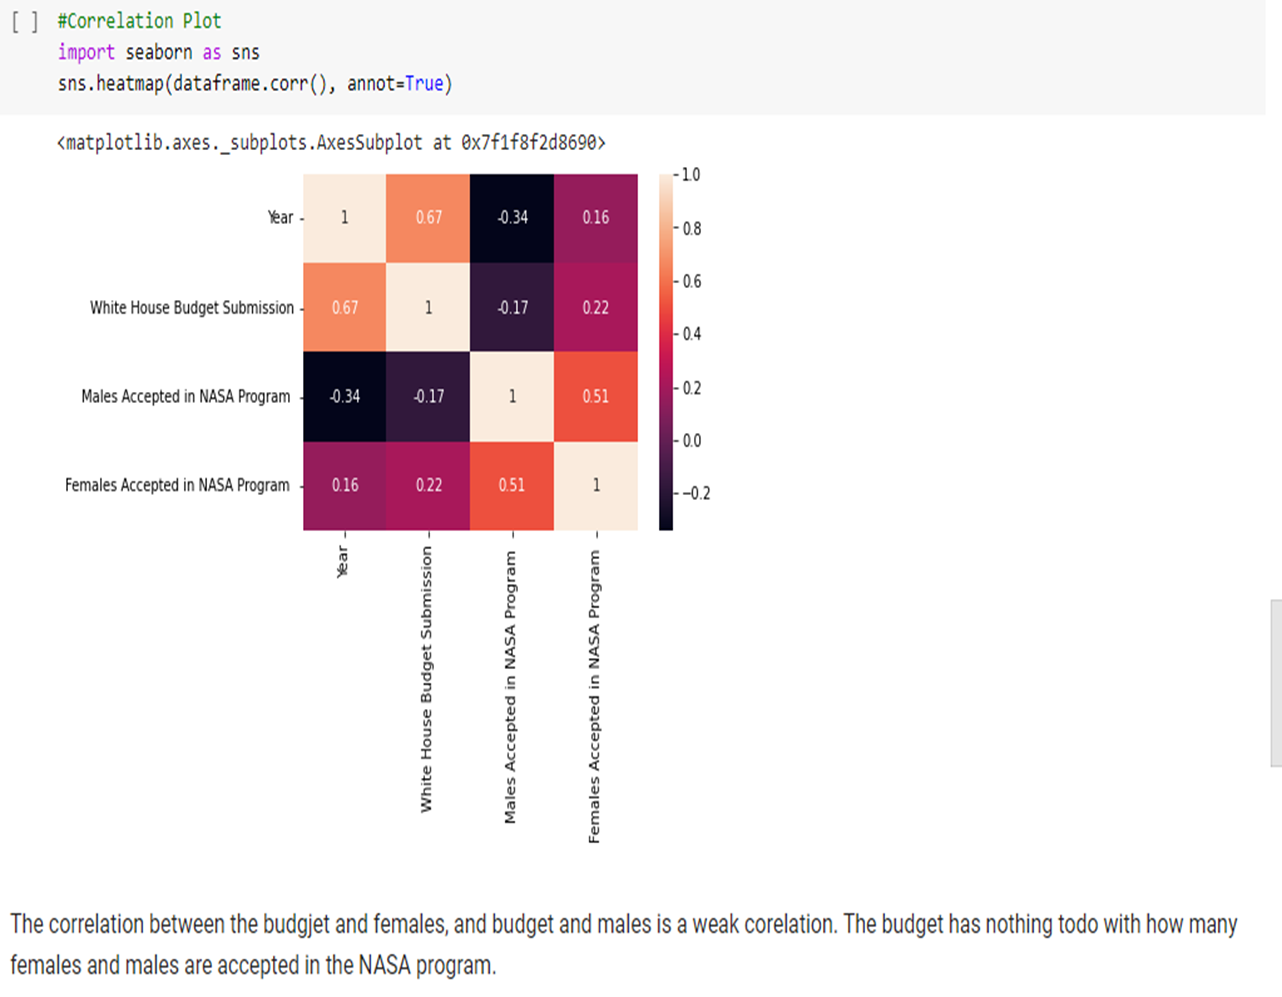 [ ] #Correlation Plot
import seaborn as sns
sns.heatmap(dataframe.corr(), annot=True)
<matplotlib.axes._subplots.AxesSubplot at 0x7f1f8f2d8690>
Year 1 0.67 -0.34 0.16
White House Budget Submission 0.67 1 -0.17 0.22
Males Accepted in NASA Program -0.34 -0.17 1 0.51
Females Accepted in NASA Program 0.16 0.22 0.51 1
1.0
0.8
0.6
0.4
0.2
0.0
−0.2
Year
White House Budget Submission
Males Accepted in NASA Program
Females Accepted in NASA Program
The correlation between the budgjet and females, and budget and males is a weak corelation. The budget has nothing todo with how many
females and males are accepted in the NASA program.